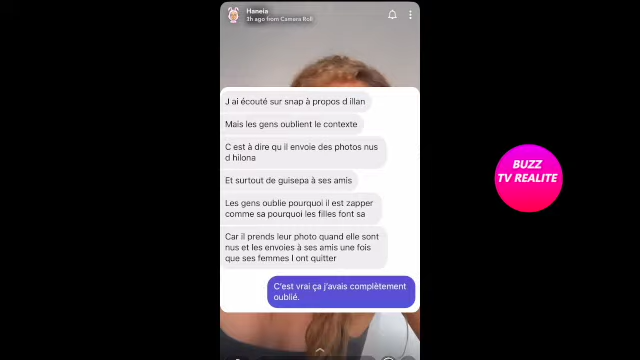 Haneia
3h ago from Camera Roll
J ai écouté sur snap à propos d illan
Mais les gens oublient le contexte
C est à dire qu il envoie des photos nus
d hilona
Et surtout de guisepa à ses amis
Les gens oublie pourquoi il est zapper
comme sa pourquoi les filles font sa
Car il prends leur photo quand elle sont
nus et les envoies à ses amis une fois
que ses femmes l ont quitter
C'est vrai ça j'avais complètement
oublié.
BUZZ
TV REALITE